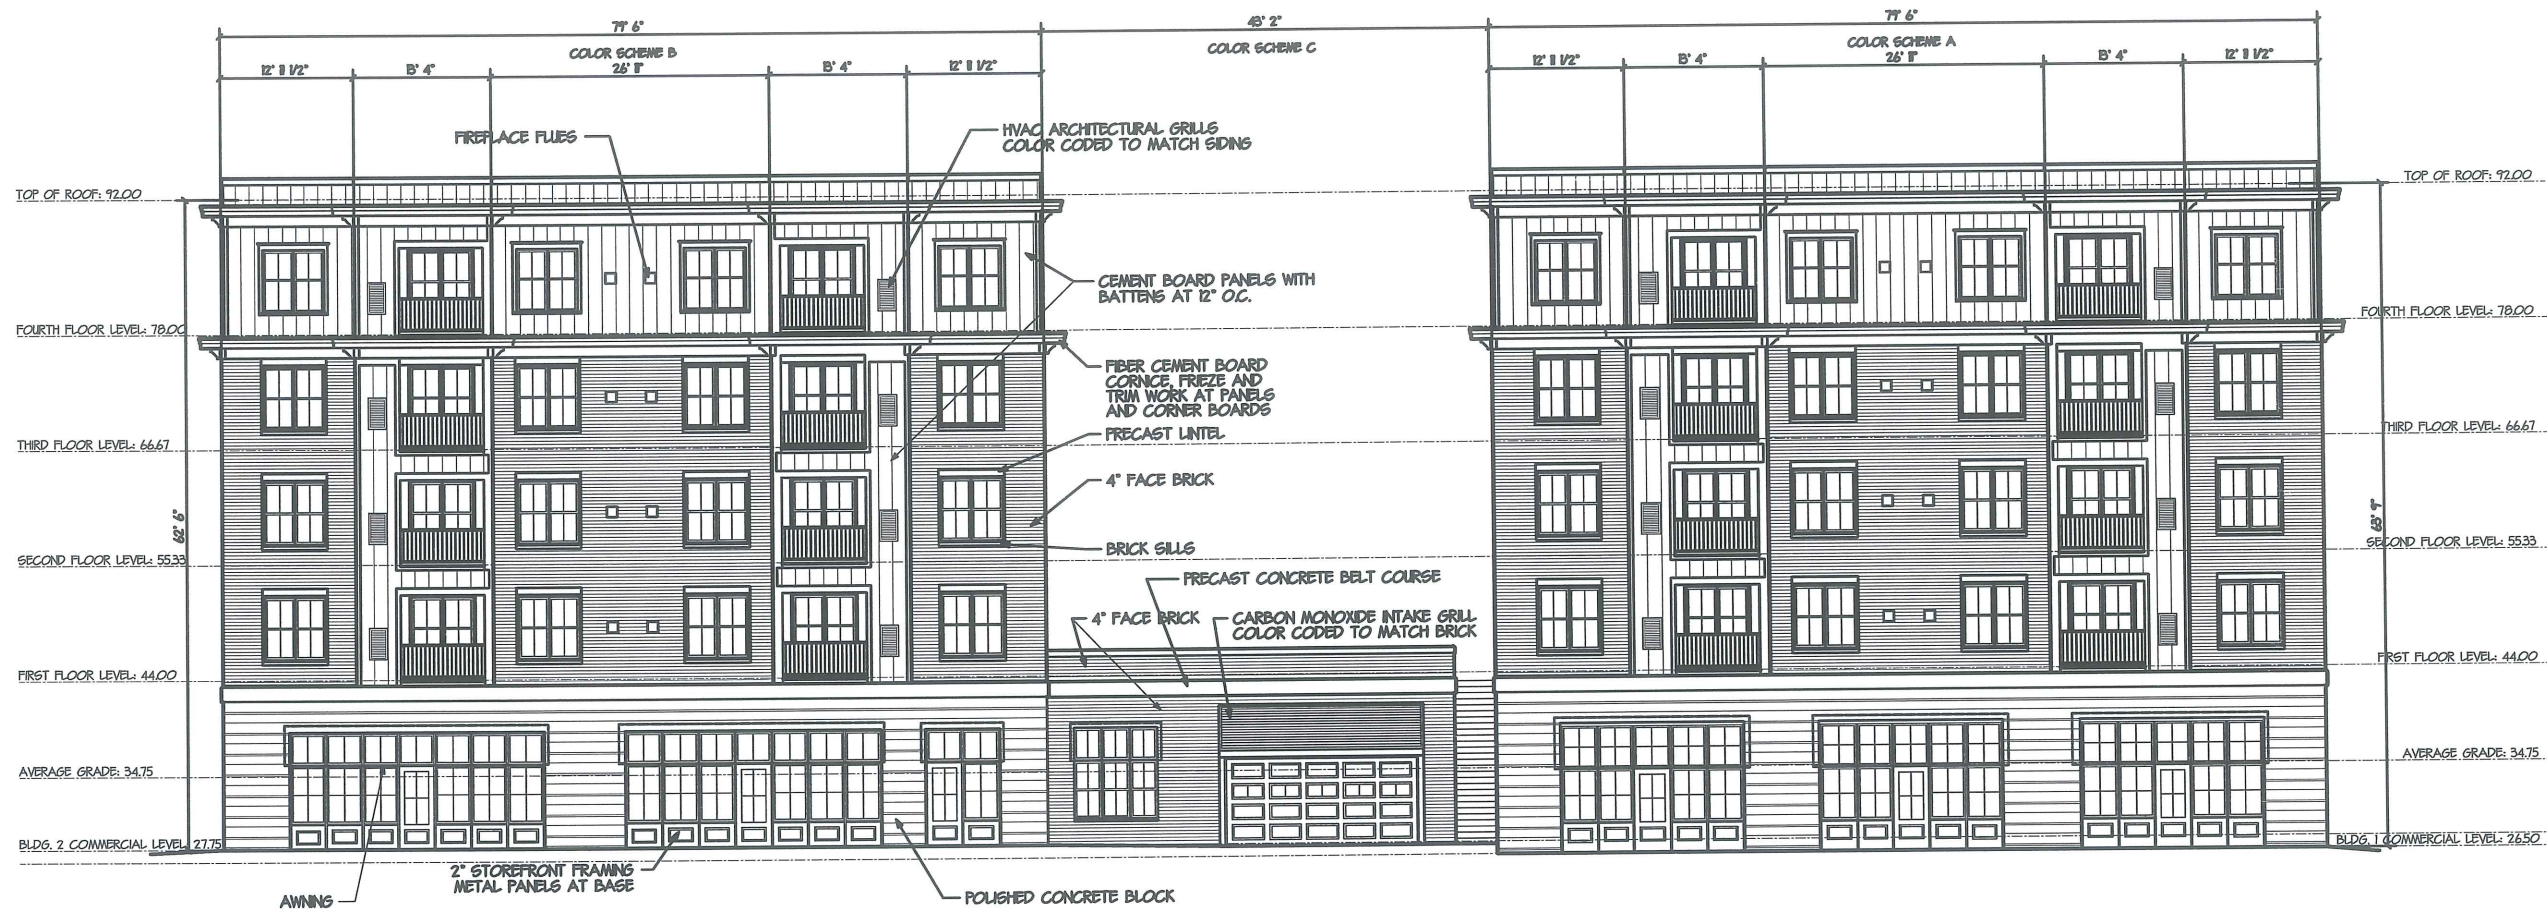 79' 6"
43' 2"
79' 6"
COLOR SCHEME B
COLOR SCHEME C
COLOR SCHEME A
12' 11 1/2"
13' 4"
26' 11"
13' 4"
12' 11 1/2"
12' 11 1/2"
13' 4"
26' 11"
13' 4"
12' 11 1/2"
FIREPLACE FLUES
HVAC ARCHITECTURAL GRILLS
COLOR CODED TO MATCH SIDING
TOP OF ROOF: 92.00
TOP OF ROOF: 92.00
CEMENT BOARD PANELS WITH
BATTENS AT 12" O.C.
FOURTH FLOOR LEVEL: 78.00
FOURTH FLOOR LEVEL: 78.00
FIBER CEMENT BOARD
CORNICE, FRIEZE AND
TRIM WORK AT PANELS
AND CORNER BOARDS
PRECAST LINTEL
THIRD FLOOR LEVEL: 66.67
THIRD FLOOR LEVEL: 66.67
4" FACE BRICK
62' 6"
63' 9"
BRICK SILLS
SECOND FLOOR LEVEL: 55.33
SECOND FLOOR LEVEL: 55.33
PRECAST CONCRETE BELT COURSE
4" FACE BRICK
CARBON MONOXIDE INTAKE GRILL
COLOR CODED TO MATCH BRICK
FIRST FLOOR LEVEL: 44.00
FIRST FLOOR LEVEL: 44.00
AVERAGE GRADE: 34.75
AVERAGE GRADE: 34.75
BLDG. 2 COMMERCIAL LEVEL: 27.75
BLDG. 1 COMMERCIAL LEVEL: 26.50
2" STOREFRONT FRAMING
METAL PANELS AT BASE
AWNING
POLISHED CONCRETE BLOCK